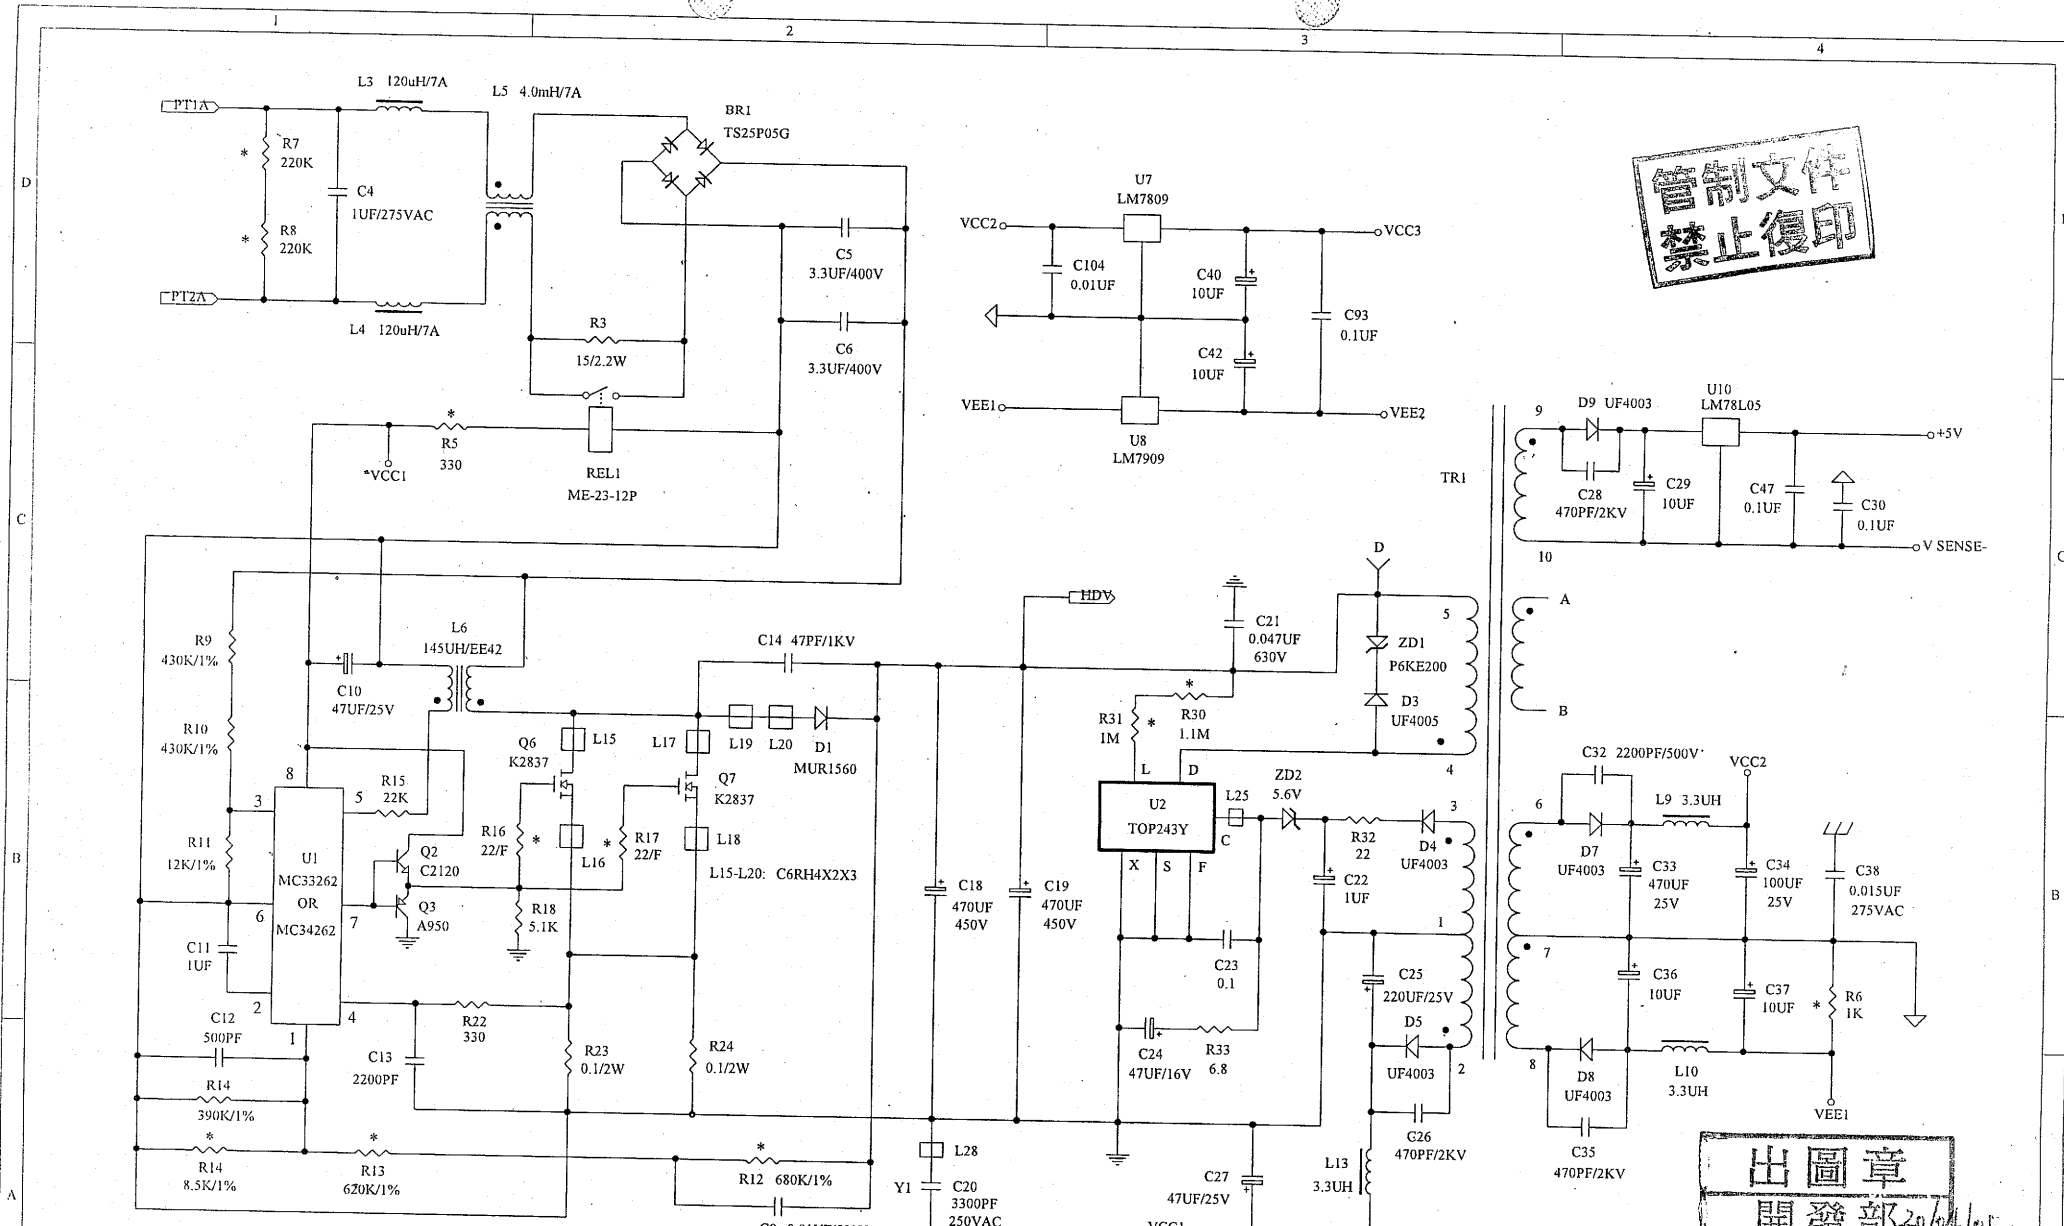 1
2
3
4
D
C
B
A
D
C
B
PT1A
PT2A
L3 120uH/7A
L5 4.0mH/7A
BR1
TS25P05G
*
R7
220K
*
R8
220K
C4
1UF/275VAC
L4 120uH/7A
C5
3.3UF/400V
C6
3.3UF/400V
R3
15/2.2W
*
R5
330
VCC1
REL1
ME-23-12P
U7
LM7809
VCC2
VCC3
C104
0.01UF
C40
10UF
C93
0.1UF
C42
10UF
VEE1
VEE2
U8
LM7909
管制文件
禁止復印
TR1
9
D9 UF4003
U10
LM78L05
+5V
C28
470PF/2KV
C29
10UF
C47
0.1UF
C30
0.1UF
10
V SENSE-
A
B
D
HDV
5
C21
0.047UF
630V
ZD1
P6KE200
D3
UF4005
4
R9
430K/1%
R10
430K/1%
R11
12K/1%
C10
47UF/25V
L6
145UH/EE42
C14 47PF/1KV
L15
L17
L19
L20
D1
MUR1560
Q6
K2837
Q7
K2837
R15
22K
8
3
5
6
7
2
4
1
U1
MC33262
OR
MC34262
Q2
C2120
Q3
A950
R16
22/F
*
L16
R17
22/F
*
L18
L15-L20: C6RH4X2X3
R18
5.1K
C11
1UF
C12
500PF
R14
390K/1%
*
R14
8.5K/1%
*
R13
620K/1%
C13
2200PF
R22
330
R23
0.1/2W
R24
0.1/2W
*
R12 680K/1%
C18
470UF
450V
C19
470UF
450V
L28
Y1
C20
3300PF
250VAC
R31
1M
*
*
R30
1.1M
L
D
U2
TOP243Y
X
S
F
C
L25
ZD2
5.6V
R32
22
3
D4
UF4003
C22
1UF
1
C23
0.1
C24
47UF/16V
R33
6.8
C25
220UF/25V
D5
UF4003
2
C26
470PF/2KV
C27
47UF/25V
L13
3.3UH
VCC1
C32 2200PF/500V
VCC2
6
L9 3.3UH
D7
UF4003
C33
470UF
25V
C34
100UF
25V
C38
0.015UF
275VAC
7
C36
10UF
C37
10UF
*
R6
1K
8
D8
UF4003
L10
3.3UH
VEE1
C35
470PF/2KV
出圖章
開發部